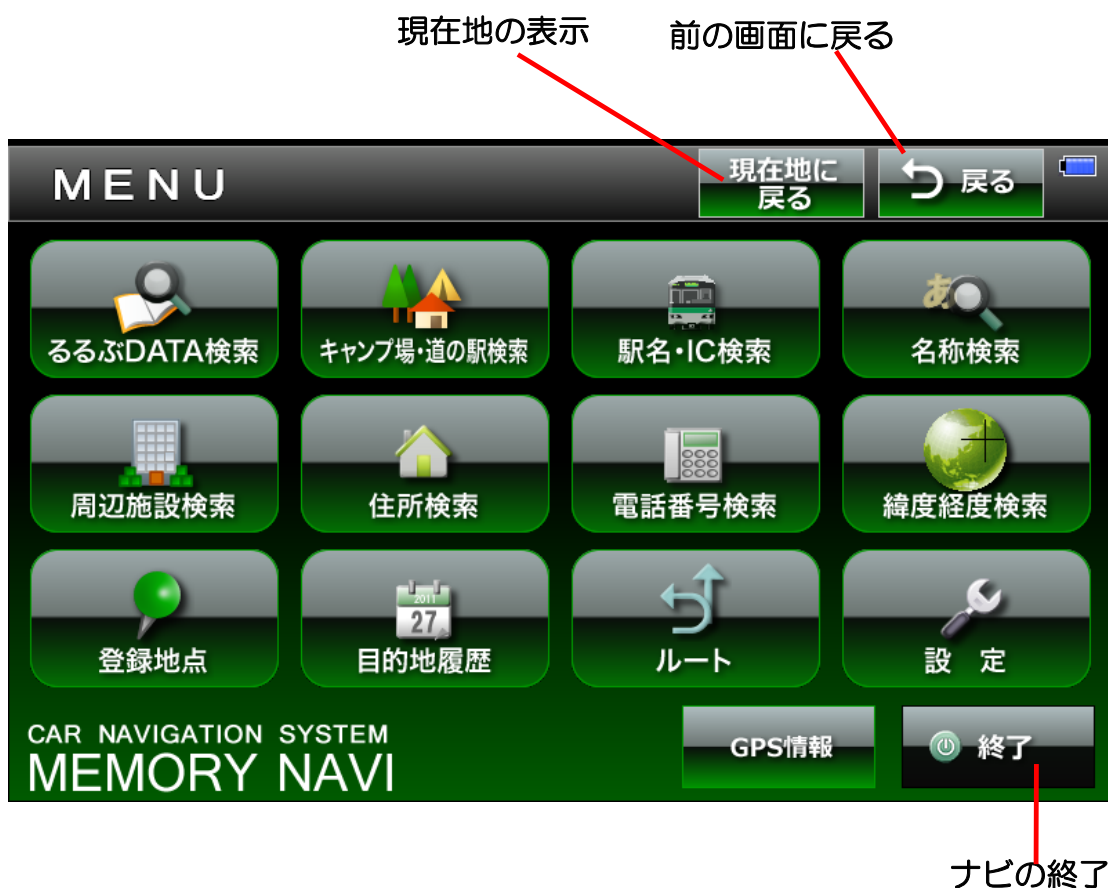 現在地の表示
前の画面に戻る
MENU
現在地に
戻る
戻る
るるぶDATA検索
キャンプ場・道の駅検索
駅名・IC検索
あ
名称検索
周辺施設検索
住所検索
電話番号検索
緯度経度検索
登録地点
2011
27
目的地履歴
ルート
設 定
CAR NAVIGATION SYSTEM
MEMORY NAVI
GPS情報
終了
ナビの終了